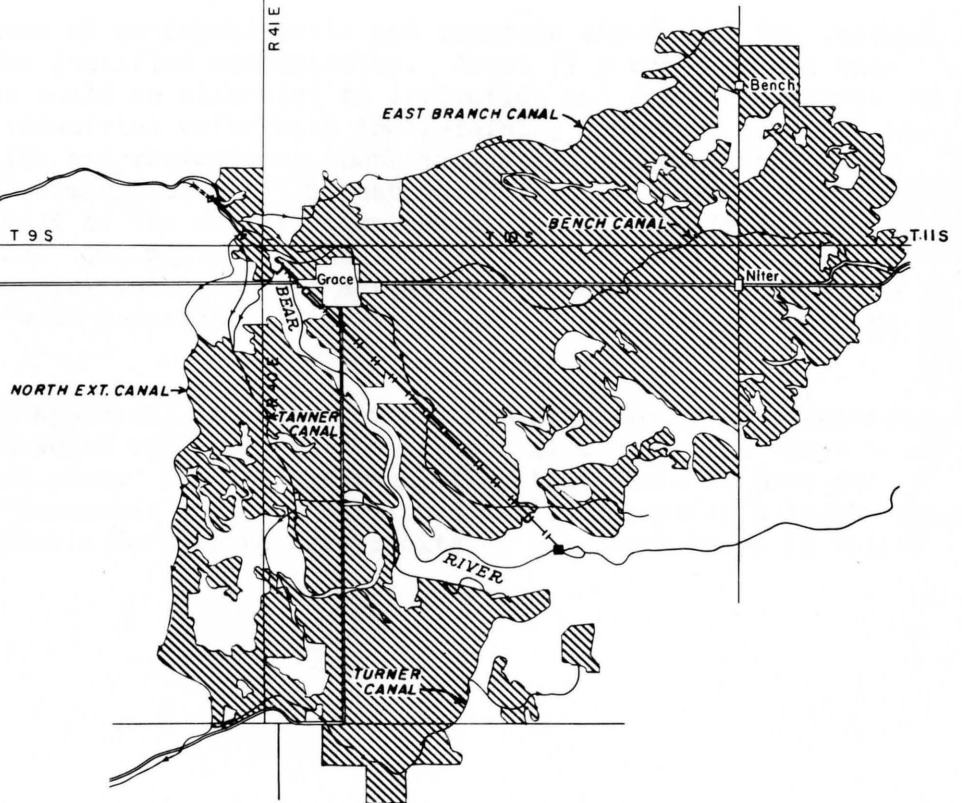 R 41 E
Bench
EAST BRANCH CANAL
BENCH CANAL
T 9 S
T 10 S
T.11S
Grace
Niter
BEAR
NORTH EXT. CANAL
R 40 E
TANNER
CANAL
RIVER
TURNER
CANAL